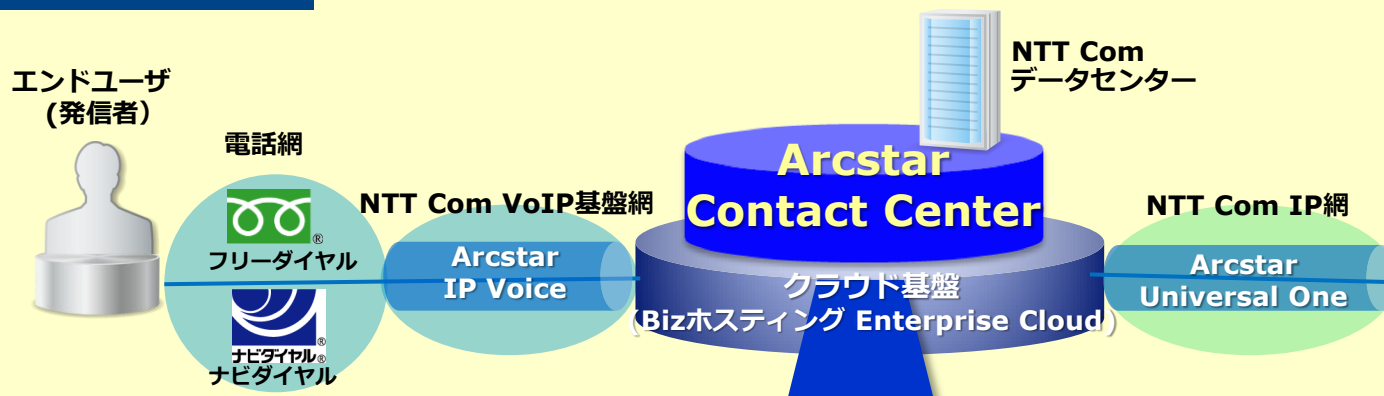 エンドユーザ
(発信者）
電話網
フリーダイヤル
ナビダイヤル®
ナビダイヤル
NTT Com VoIP基盤網
Arcstar
IP Voice
NTT Com
データセンター
Arcstar
Contact Center
クラウド基盤
(Bizホスティング Enterprise Cloud)
NTT Com IP網
Arcstar
Universal One